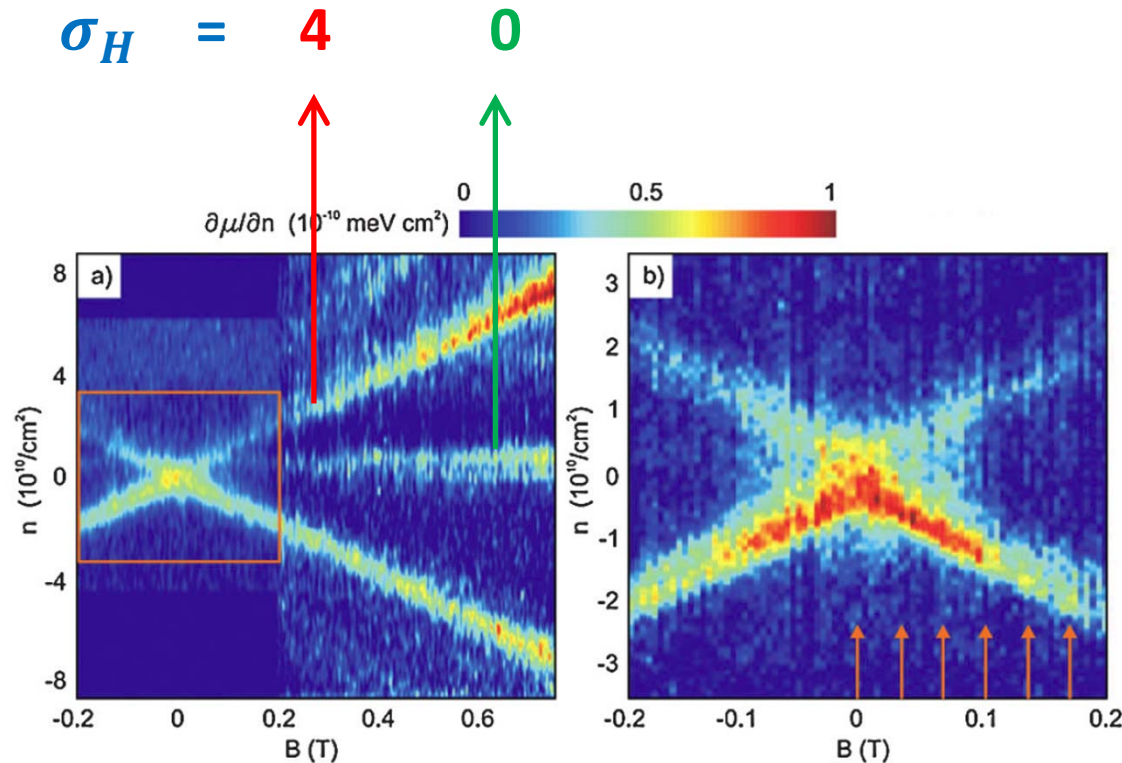 σ_H = 4 0
0 0.5 1
∂μ/∂n (10⁻¹⁰ meV cm²)
a)
8
4
0
-4
-8
n (10¹⁰/cm²)
-0.2 0 0.2 0.4 0.6
B (T)
b)
3
2
1
0
-1
-2
-3
n (10¹⁰/cm²)
-0.2 -0.1 0 0.1 0.2
B (T)